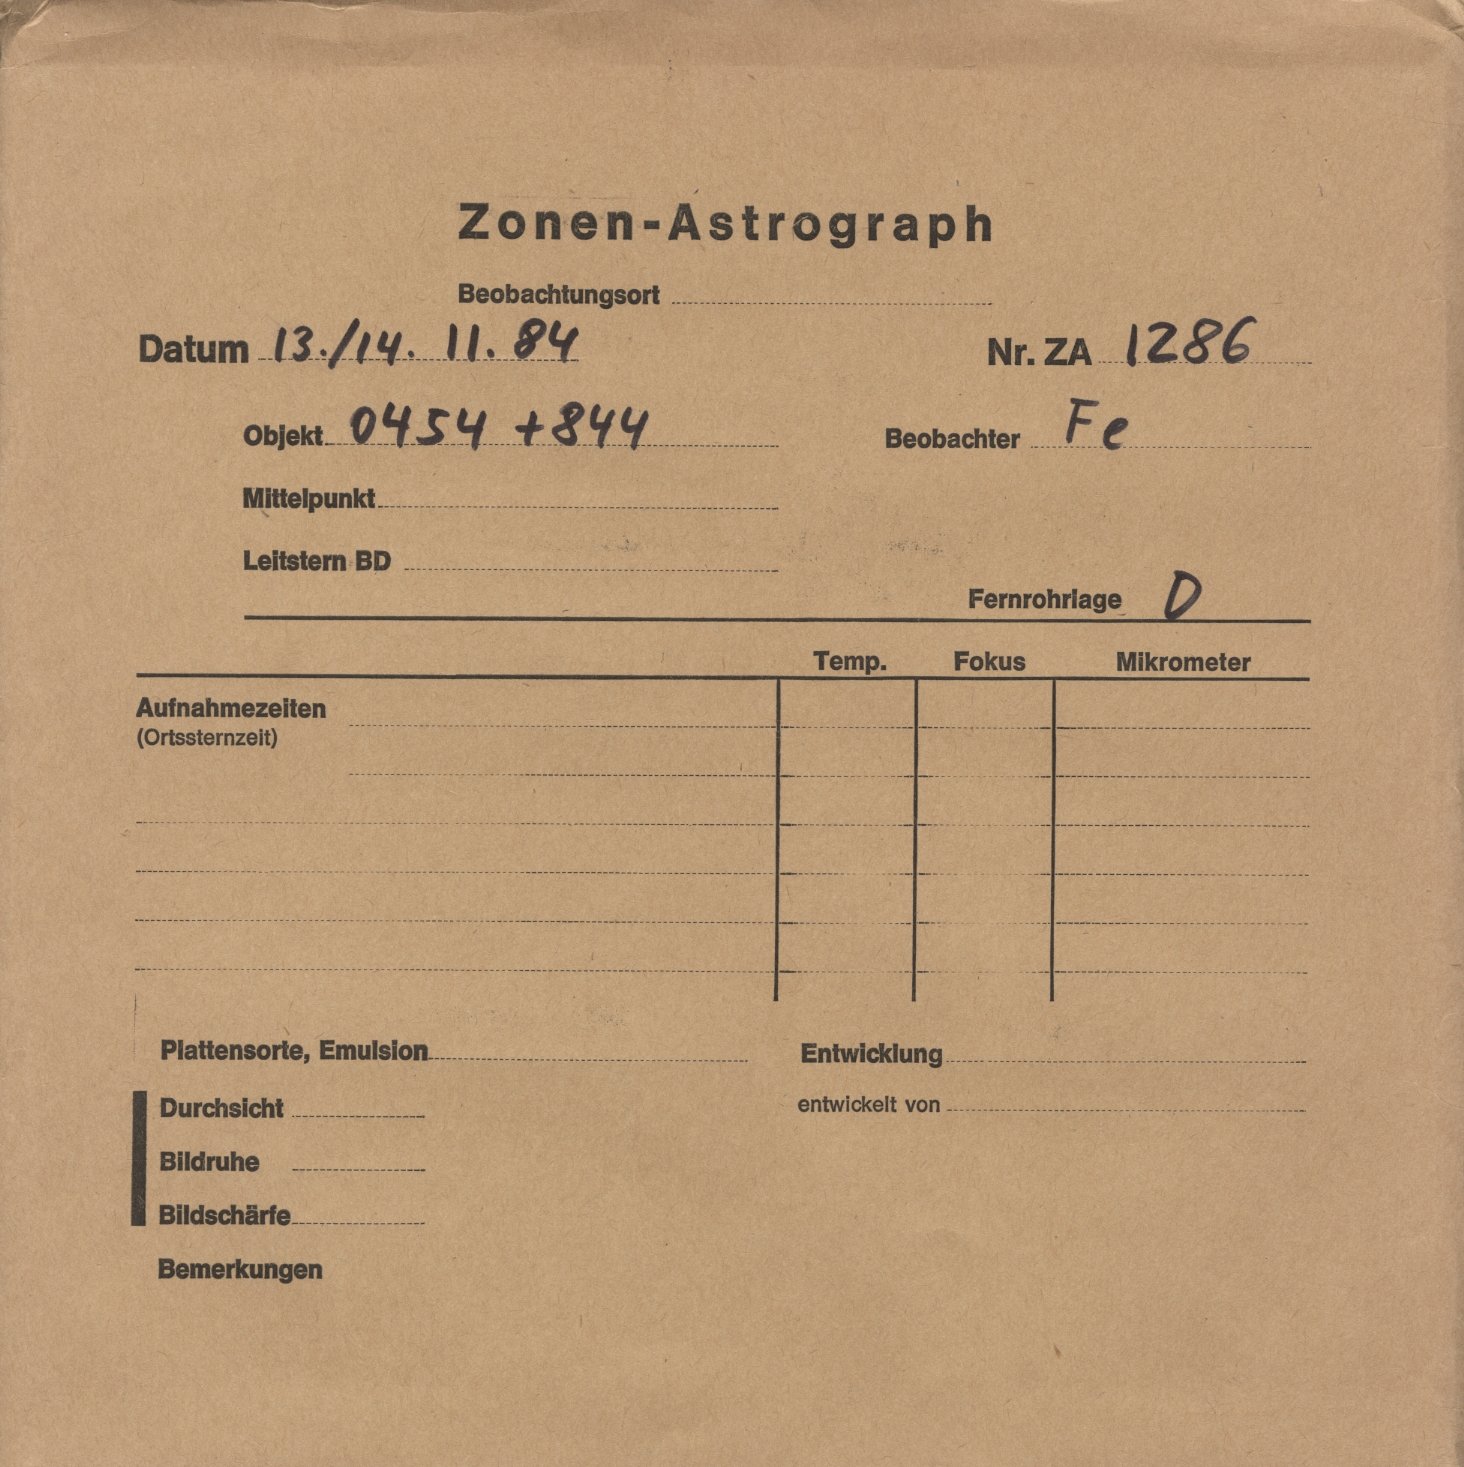 Zonen-Astrograph
Beobachtungsort
Datum 13./14. 11. 84 Nr. ZA 1286
Objekt 0454 +844 Beobachter Fe
Mittelpunkt
Leitstern BD
Fernrohrlage D
Temp. Fokus Mikrometer
Aufnahmezeiten
(Ortssternzeit)
Plattensorte, Emulsion Entwicklung
Durchsicht entwickelt von
Bildruhe
Bildschärfe
Bemerkungen